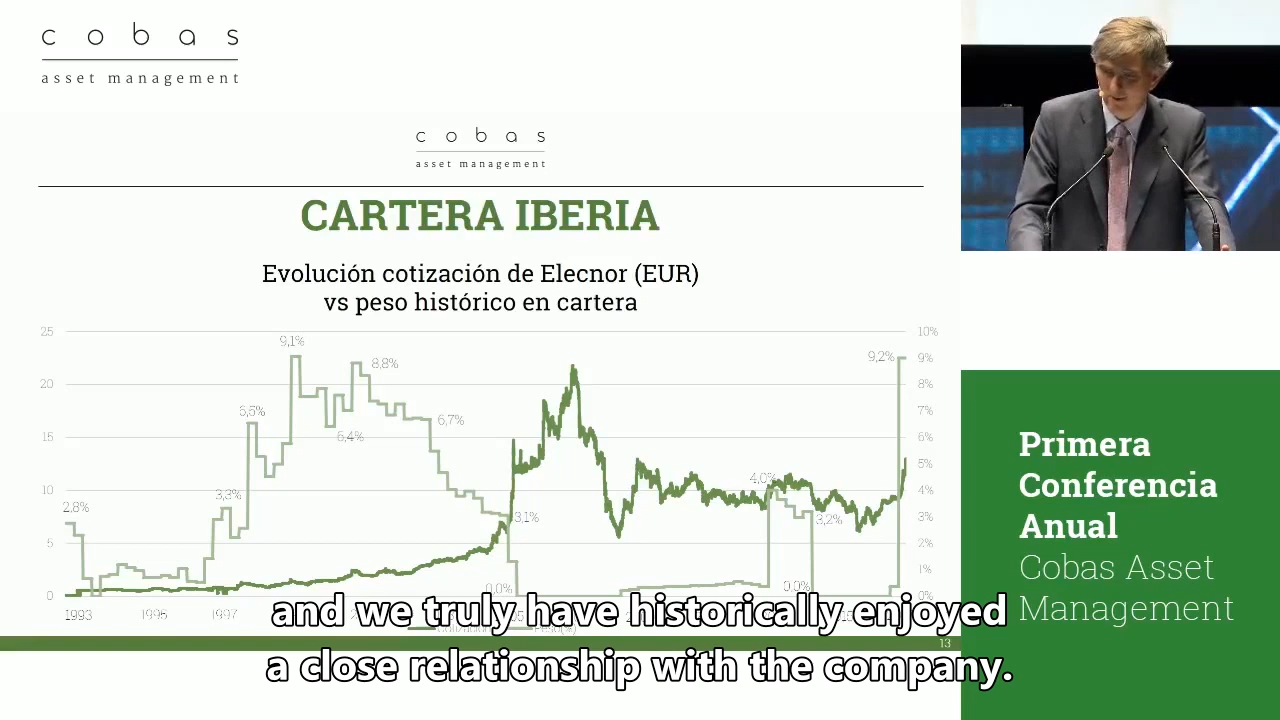 cobas
asset management
cobas
asset management
CARTERA IBERIA
Evolución cotización de Elecnor (EUR)
vs peso histórico en cartera
25
20
15
10
5
0
10%
9%
8%
7%
6%
5%
4%
3%
2%
1%
0%
2,8%
3,3%
6,5%
9,1%
6,4%
8,8%
6,7%
3,1%
0,0%
4,0%
3,2%
0,0%
9,2%
1993
1995
1997
13
Primera
Conferencia
Anual
Cobas Asset
Management
and we truly have historically enjoyed
a close relationship with the company.